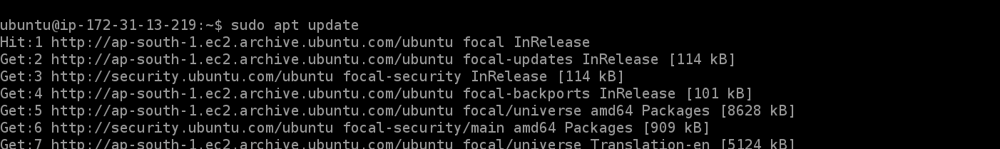 ubuntu@ip-172-31-13-219:~$ sudo apt update
Hit:1 http://ap-south-1.ec2.archive.ubuntu.com/ubuntu focal InRelease
Get:2 http://ap-south-1.ec2.archive.ubuntu.com/ubuntu focal-updates InRelease [114 kB]
Get:3 http://security.ubuntu.com/ubuntu focal-security InRelease [114 kB]
Get:4 http://ap-south-1.ec2.archive.ubuntu.com/ubuntu focal-backports InRelease [101 kB]
Get:5 http://ap-south-1.ec2.archive.ubuntu.com/ubuntu focal/universe amd64 Packages [8628 kB]
Get:6 http://security.ubuntu.com/ubuntu focal-security/main amd64 Packages [909 kB]
Get:7 http://ap-south-1.ec2.archive.ubuntu.com/ubuntu focal/universe Translation-en [5124 kB]